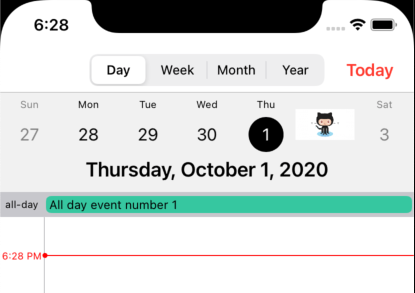 6:28
Day Week Month Year Today
Sun Mon Tue Wed Thu Sat
27 28 29 30 1 3
Thursday, October 1, 2020
all-day All day event number 1
6:28 PM